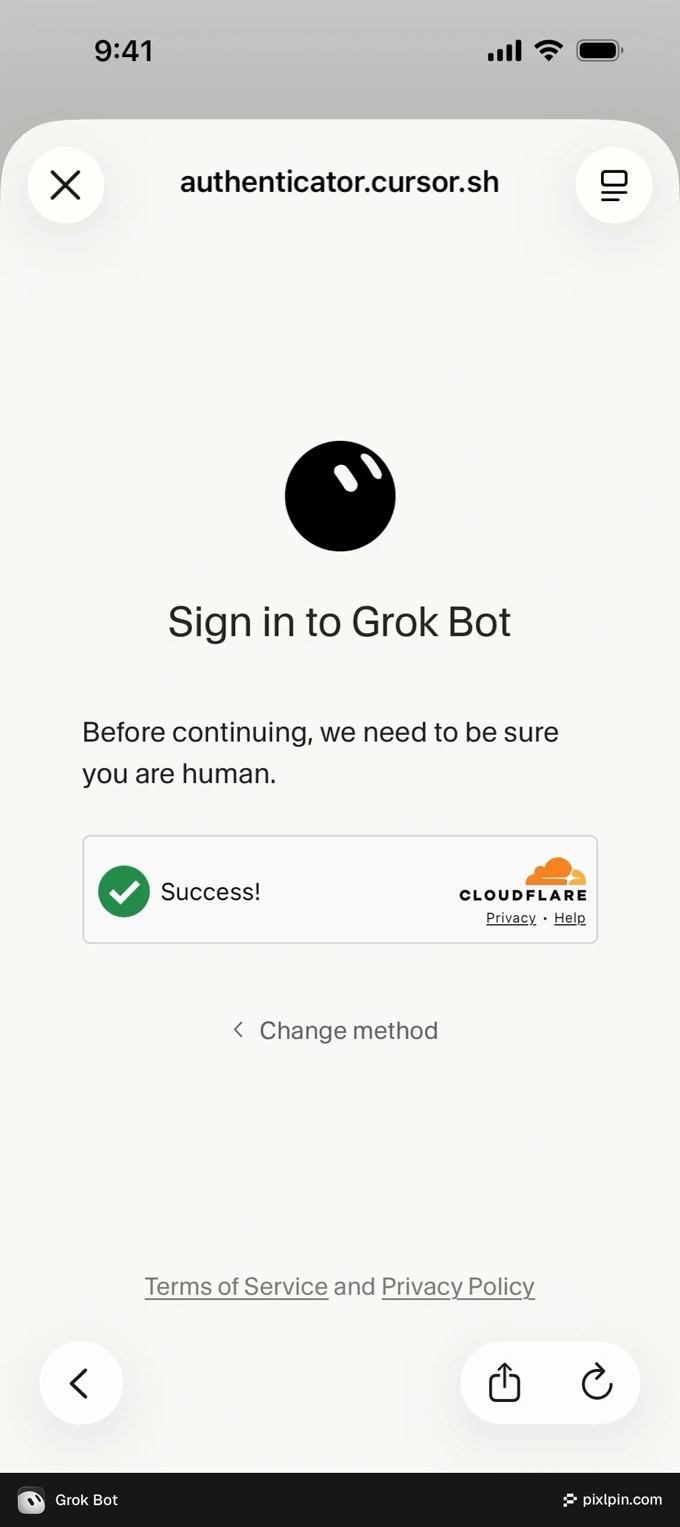 9:41
authenticator.cursor.sh
Sign in to Grok Bot
Before continuing, we need to be sure
you are human.
Success!
CLOUDFLARE
Privacy • Help
Change method
Terms of Service and Privacy Policy
Grok Bot
pixlpin.com